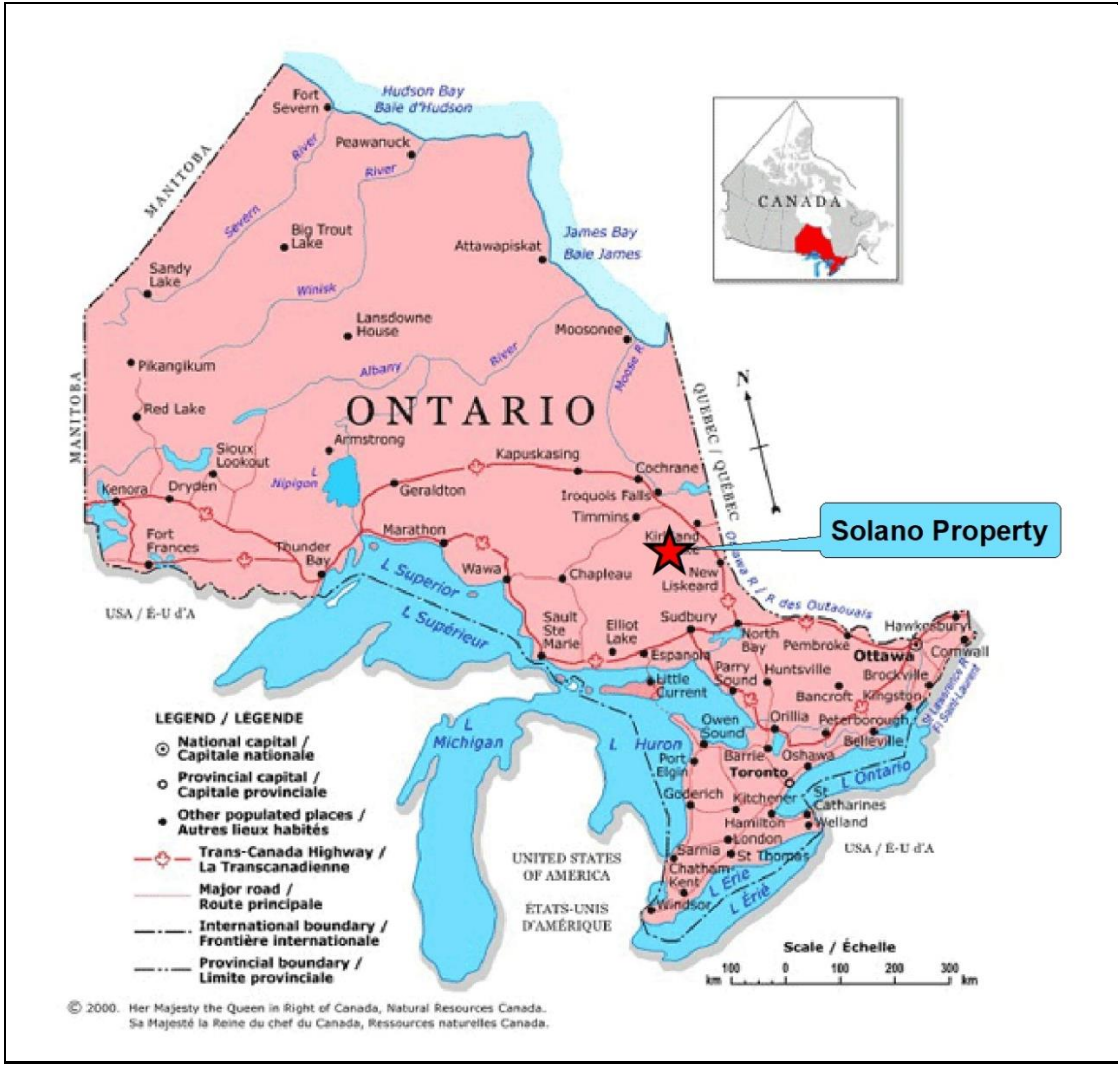 Hudson Bay
Baie d'Hudson
Fort
Severn
Peawanuck
River
River
MANITOBA
Severn
Big Trout
Lake
Attawapiskat
James Bay
Baie James
CANADA
Sandy
Lake
Winisk
Lansdowne
House
Moosonee
River
Albany
Moose R
Pikangikum
MANITOBA
Red Lake
ONTARIO
N
QUEBEC / QUÉBEC
Armstrong
Sioux
Lookout
L
Nipigon
Kapuskasing
Cochrane
Kenora
Dryden
Geraldton
Iroquois Falls
Timmins
Marathon
Fort
Frances
Thunder
Bay
Solano Property
Ottawa R / R des Outaouais
L Superior
L Supérieur
Wawa
Chapleau
New
Liskeard
USA / É-U d'A
Sault
Ste
Marie
Elliot
Lake
Sudbury
Espanola
North
Bay
Pembroke
Hawkesbury
Ottawa
Cornwall
Little
Current
Parry
Sound
Huntsville
Brockville
Bancroft
Kingston
St Lawrence R
Fl Saint-Laurent
L
Michigan
L Huron
Owen
Sound
Orillia
Peterborough
Belleville
Barrie
Oshawa
Port
Elgin
Toronto
L Ontario
Goderich
Kitchener
St
Catharines
Hamilton
Welland
London
Sarnia
St Thomas
USA / É-U d'A
Chatham
Kent
L Erie
L Érié
Windsor
UNITED STATES
OF AMERICA
ÉTATS-UNIS
D'AMÉRIQUE
LEGEND / LÉGENDE
National capital /
Capitale nationale
Provincial capital /
Capitale provinciale
Other populated places /
Autres lieux habités
Trans-Canada Highway /
La Transcanadienne
Major road /
Route principale
International boundary /
Frontière internationale
Provincial boundary /
Limite provinciale
Scale / Échelle
100 0 100 200 300
km km
© 2000. Her Majesty the Queen in Right of Canada, Natural Resources Canada.
Sa Majesté la Reine du chef du Canada, Ressources naturelles Canada.